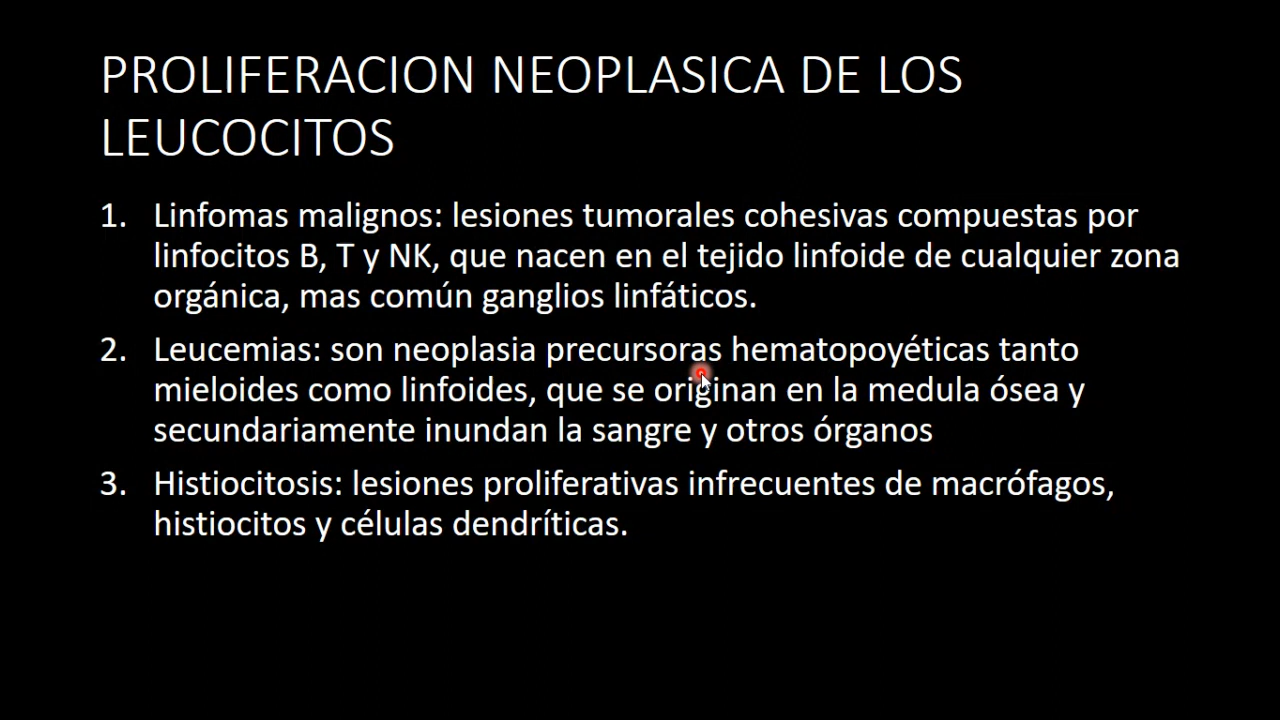 PROLIFERACION NEOPLASICA DE LOS
LEUCOCITOS
1. Linfomas malignos: lesiones tumorales cohesivas compuestas por
linfocitos B, T y NK, que nacen en el tejido linfoide de cualquier zona
orgánica, mas común ganglios linfáticos.
2. Leucemias: son neoplasia precursoras hematopoyéticas tanto
mieloides como linfoides, que se originan en la medula ósea y
secundariamente inundan la sangre y otros órganos
3. Histiocitosis: lesiones proliferativas infrecuentes de macrófagos,
histiocitos y células dendríticas.